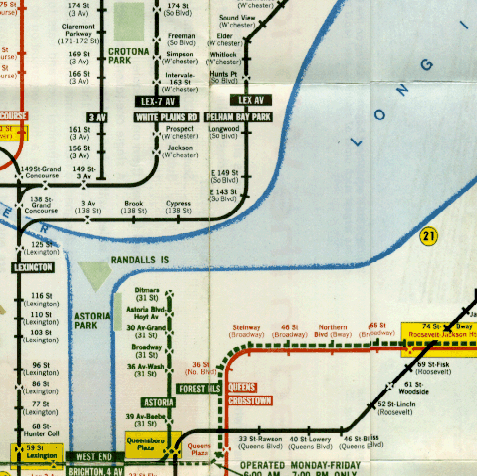 174 St
(3 Av)
Claremont
Parkway
(171-172 St)
169 St
(3 Av)
166 St
(3 Av)
3 AV
161 St
(3 Av)
156 St
(3 Av)
149 St-
3 Av
CROTONA
PARK
174 St
(So Blvd)
Freeman
(So Blvd)
Simpson
(W'chester)
Intervale-
163 St
(W'chester)
LEX-7 AV
WHITE PLAINS RD
Prospect
(W'chester)
Jackson
(W'chester)
Sound View
(W'chester)
Elder
(W'chester)
Whitlock
(W'chester)
Hunts Pt
(So Blvd)
LEX AV
PELHAM BAY PARK
Longwood
(So Blvd)
E 149 St
(So Blvd)
E 143 St
(So Blvd)
LONG I
COURSE
149 St-Grand
Concourse
138 St-
Grand
Concourse
3 Av
(138 St)
Brook
(138 St)
Cypress
(138 St)
E R
125 St
(Lexington)
LEXINGTON
116 St
(Lexington)
110 St
(Lexington)
103 St
(Lexington)
96 St
(Lexington)
86 St
(Lexington)
77 St
(Lexington)
68 St-
Hunter Coll
59 St
Lexington
RANDALLS IS
ASTORIA
PARK
Ditmars
(31 St)
Astoria Blvd-
Hoyt Av
30 Av-Grand
(31 St)
Broadway
(31 St)
36 Av-Wash
(31 St)
ASTORIA
39 Av-Beebe
(31 St)
Queensboro
Plaza
WEST END
BRIGHTON, 4 AV
21
Steinway
(Broadway)
46 St
(Broadway)
Northern
Blvd (Bway)
65 St
(Broadway)
74 St-Bway
36 St
(No. Blvd)
FOREST HLS
QUEENS
CROSSTOWN
Queens
Plaza
69 St-Fisk
(Roosevelt)
61 St-
Woodside
52 St-Lincln
(Roosevelt)
33 St-Rawson
(Queens Blvd)
40 St Lowery
(Queens Blvd)
46 St-Bliss
(Queens Blvd)
OPERATED MONDAY-FRIDAY